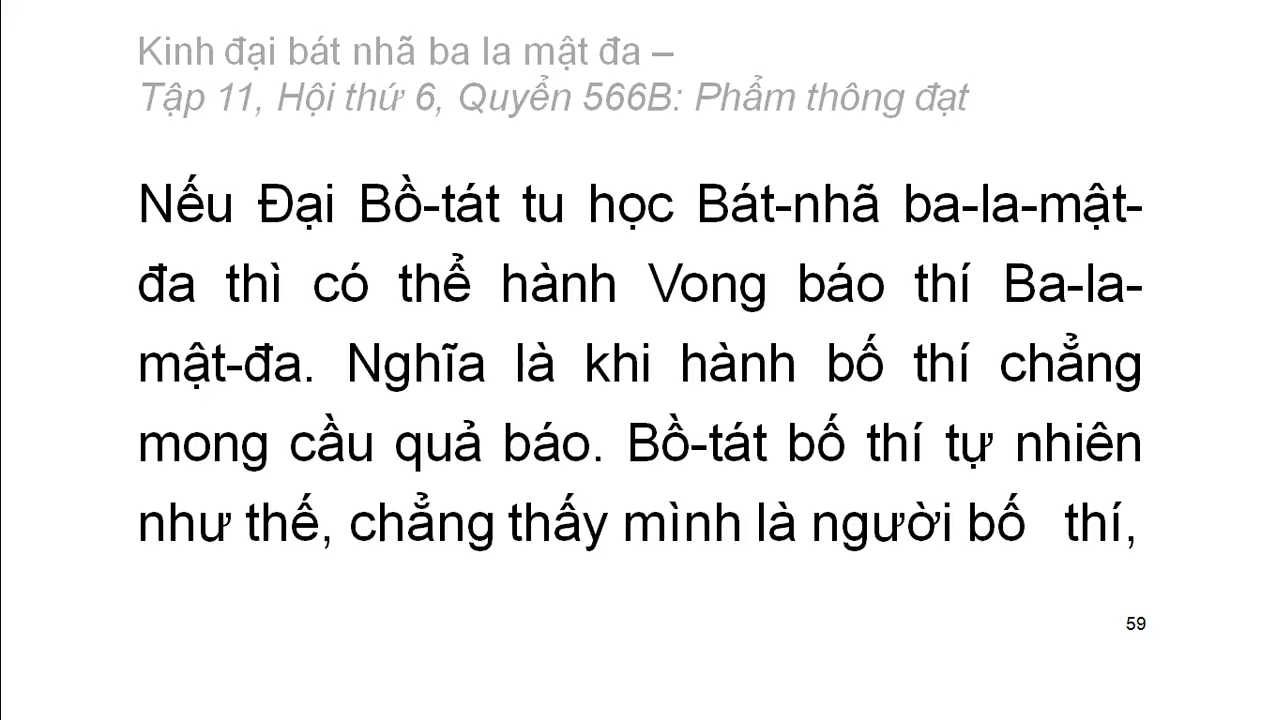 Kinh đại bát nhã ba la mật đa –
Tập 11, Hội thứ 6, Quyển 566B: Phẩm thông đạt
Nếu Đại Bồ-tát tu học Bát-nhã ba-la-mật-
đa thì có thể hành Vong báo thí Ba-la-
mật-đa. Nghĩa là khi hành bố thí chẳng
mong cầu quả báo. Bồ-tát bố thí tự nhiên
như thế, chẳng thấy mình là người bố thí,
59